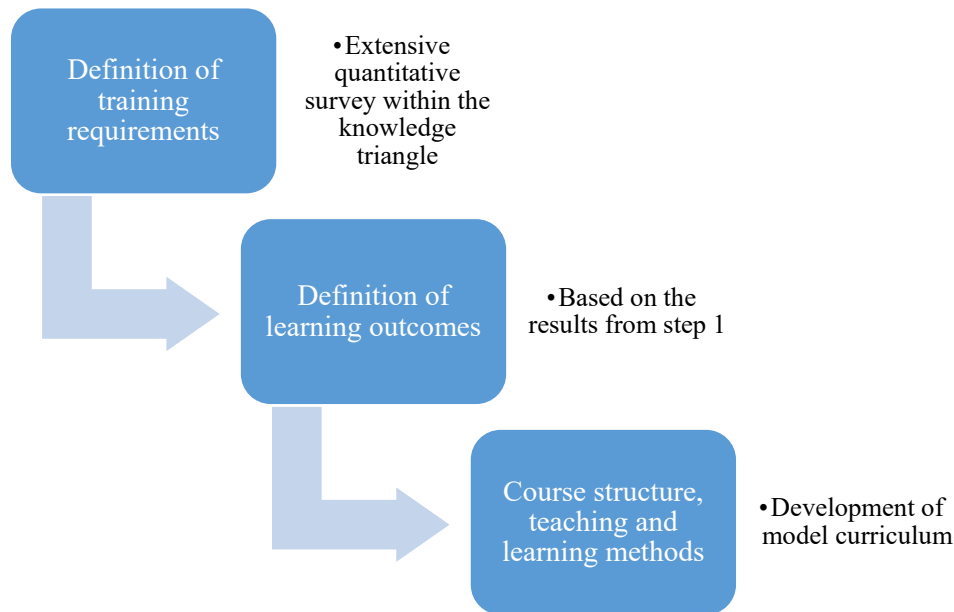 Definition of
training
requirements
•Extensive
quantitative
survey within the
knowledge
triangle
Definition of
learning outcomes
•Based on the
results from step 1
Course structure,
teaching and
learning methods
•Development of
model curriculum